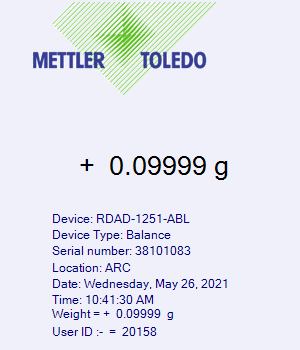 METTLER TOLEDO
+ 0.09999 g
Device: RDAD-1251-ABL
Device Type: Balance
Serial number: 38101083
Location: ARC
Date: Wednesday, May 26, 2021
Time: 10:41:30 AM
Weight = + 0.09999 g
User ID :- = 20158